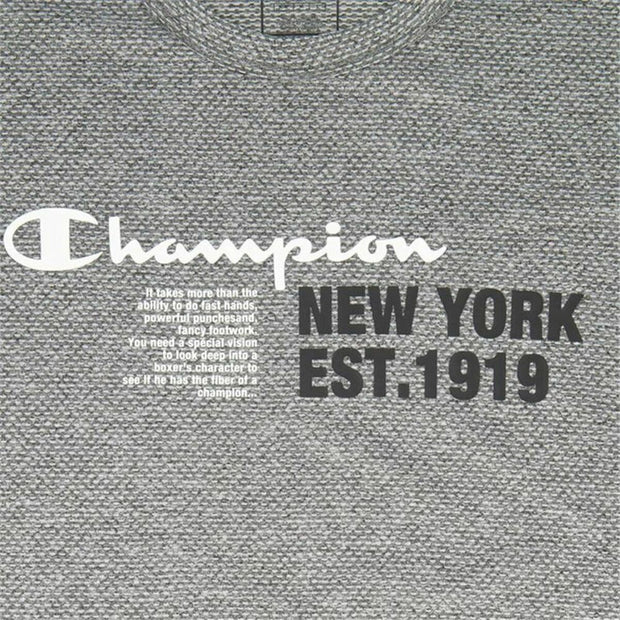 Champion
It takes more than the
ability to do fast hands,
powerful punchesand,
fancy footwork.
You need a special vision
to look deep into a
boxer's character to
see if he has the fiber of a
champion...
NEW YORK
EST.1919